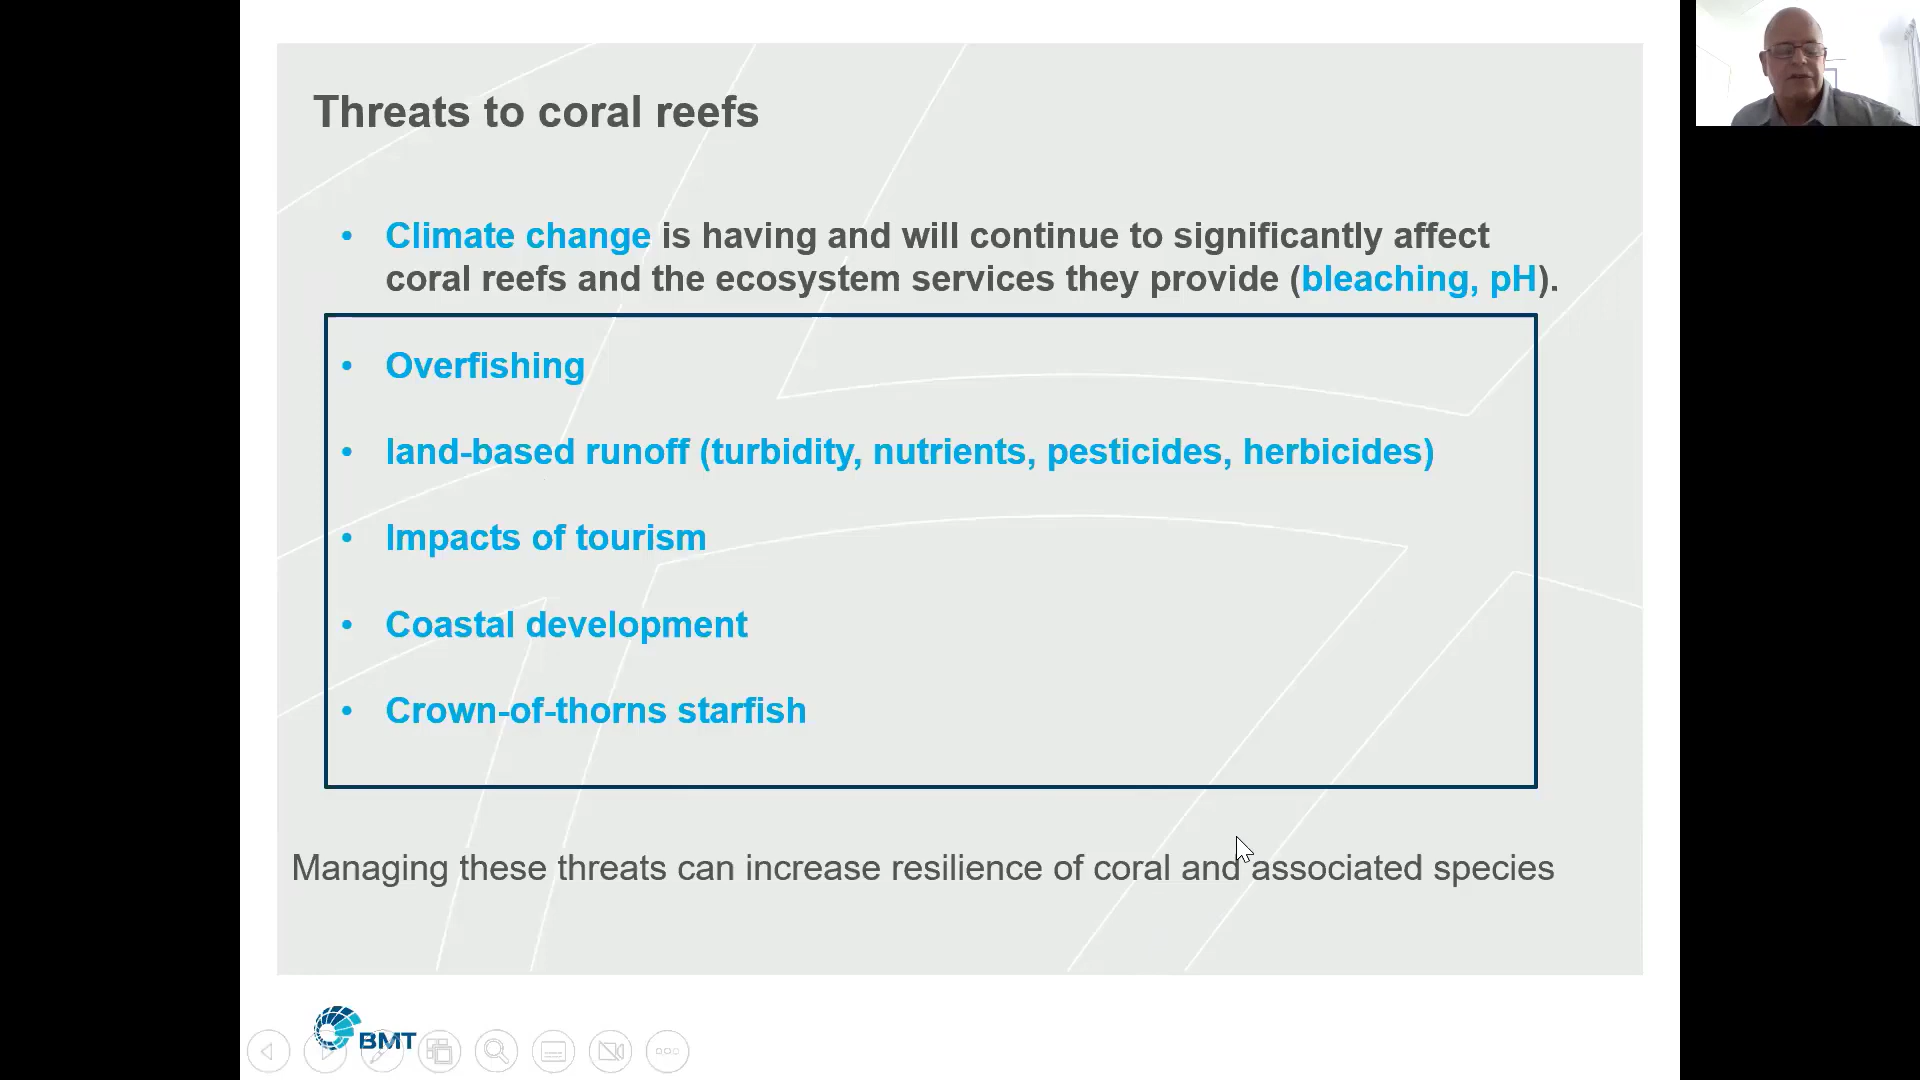 Threats to coral reefs
• Climate change is having and will continue to significantly affect
coral reefs and the ecosystem services they provide (bleaching, pH).
• Overfishing
• land-based runoff (turbidity, nutrients, pesticides, herbicides)
• Impacts of tourism
• Coastal development
• Crown-of-thorns starfish
Managing these threats can increase resilience of coral and associated species
BMT